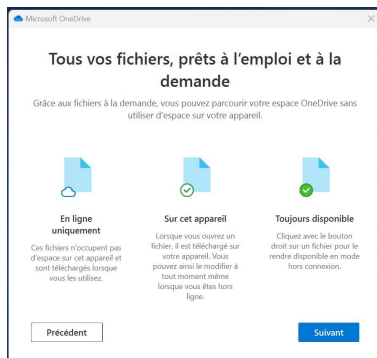 Microsoft OneDrive
Tous vos fichiers, prêts à l'emploi et à la
demande
Grâce aux fichiers à la demande, vous pouvez parcourir votre espace OneDrive sans
utiliser d'espace sur votre appareil.
En ligne
uniquement
Ces fichiers n'occupent pas
d'espace sur cet appareil et
sont téléchargés lorsque
vous les utilisez.
Sur cet appareil
Lorsque vous ouvrez un
fichier, il est téléchargé sur
votre appareil. Vous
pouvez ainsi le modifier à
tout moment même
lorsque vous êtes hors
ligne.
Toujours disponible
Cliquez avec le bouton
droit sur un fichier pour le
rendre disponible en mode
hors connexion.
Précédent
Suivant